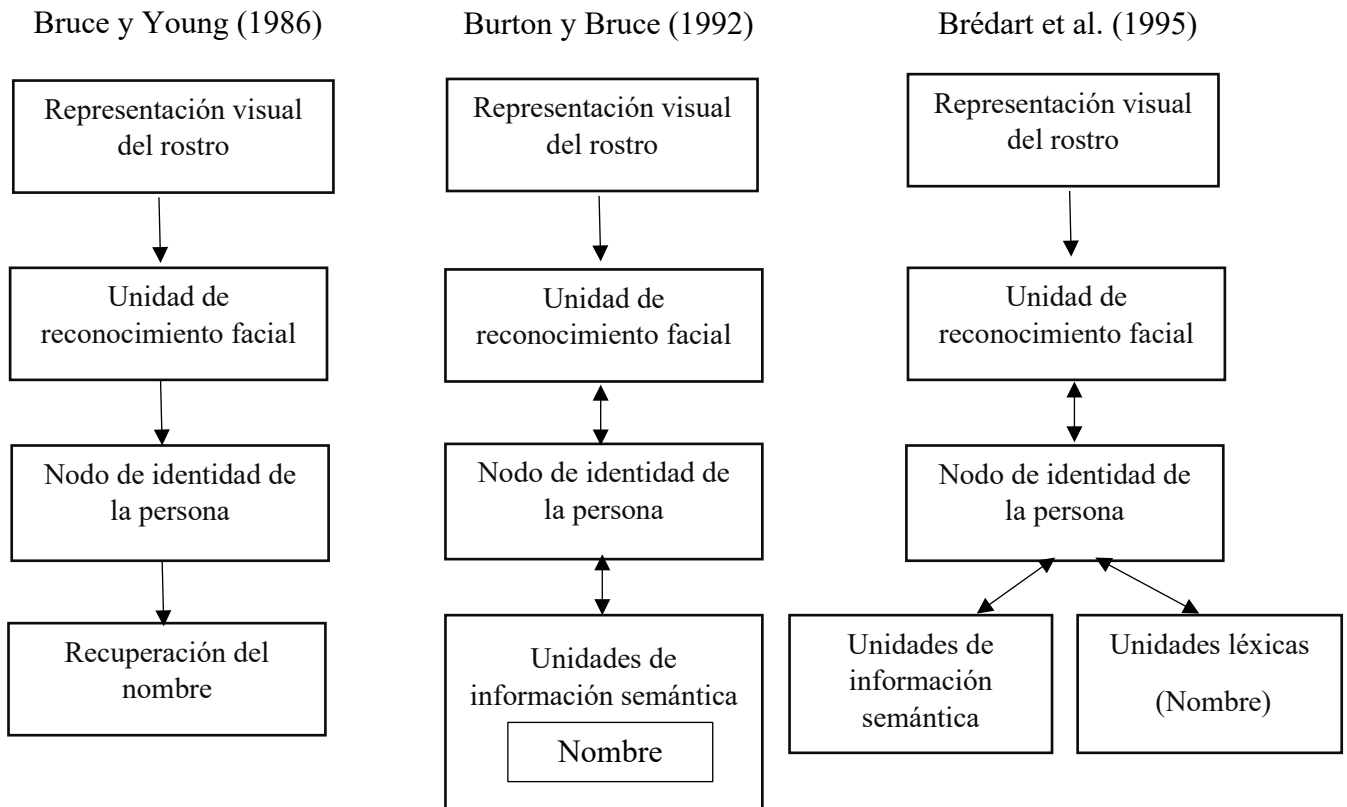 Bruce y Young (1986)
Representación visual
del rostro
Unidad de
reconocimiento facial
Nodo de identidad de
la persona
Recuperación del
nombre
Burton y Bruce (1992)
Representación visual
del rostro
Unidad de
reconocimiento facial
Nodo de identidad de
la persona
Unidades de
información semántica
Nombre
Brédart et al. (1995)
Representación visual
del rostro
Unidad de
reconocimiento facial
Nodo de identidad de
la persona
Unidades de
información
semántica
Unidades léxicas
(Nombre)